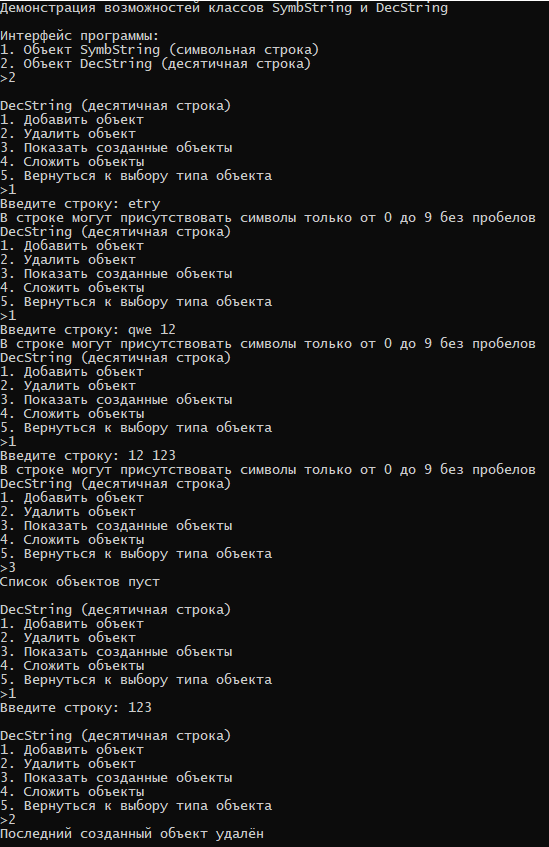 Демонстрация возможностей классов SymbString и DecString
Интерфейс программы:
1. Объект SymbString (символьная строка)
2. Объект DecString (десятичная строка)
>2
DecString (десятичная строка)
1. Добавить объект
2. Удалить объект
3. Показать созданные объекты
4. Сложить объекты
5. Вернуться к выбору типа объекта
>1
Введите строку: etry
В строке могут присутствовать символы только от 0 до 9 без пробелов
DecString (десятичная строка)
1. Добавить объект
2. Удалить объект
3. Показать созданные объекты
4. Сложить объекты
5. Вернуться к выбору типа объекта
>1
Введите строку: qwe 12
В строке могут присутствовать символы только от 0 до 9 без пробелов
DecString (десятичная строка)
1. Добавить объект
2. Удалить объект
3. Показать созданные объекты
4. Сложить объекты
5. Вернуться к выбору типа объекта
>1
Введите строку: 12 123
В строке могут присутствовать символы только от 0 до 9 без пробелов
DecString (десятичная строка)
1. Добавить объект
2. Удалить объект
3. Показать созданные объекты
4. Сложить объекты
5. Вернуться к выбору типа объекта
>3
Список объектов пуст
DecString (десятичная строка)
1. Добавить объект
2. Удалить объект
3. Показать созданные объекты
4. Сложить объекты
5. Вернуться к выбору типа объекта
>1
Введите строку: 123
DecString (десятичная строка)
1. Добавить объект
2. Удалить объект
3. Показать созданные объекты
4. Сложить объекты
5. Вернуться к выбору типа объекта
>2
Последний созданный объект удалён